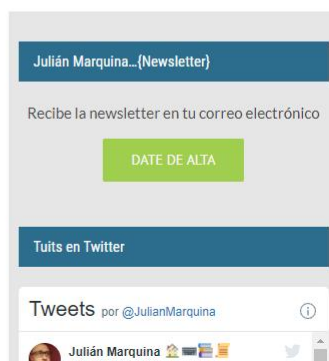 Julián Marquina...{Newsletter}
Recibe la newsletter en tu correo electrónico
DATE DE ALTA
Tuits en Twitter
Tweets por @JulianMarquina
Julián Marquina